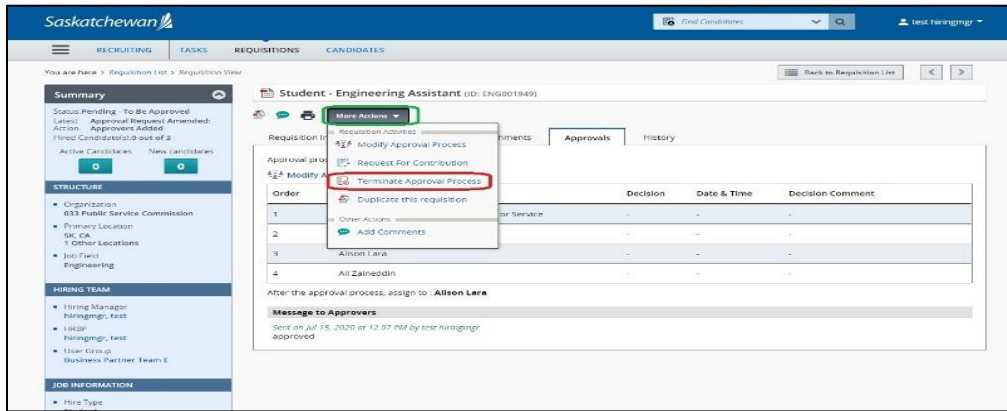 Saskatchewan
Find Candidates
test hiringmgr
RECRUITING TASKS REQUISITIONS CANDIDATES
You are here > Requisition List > Requisition View
Back to Requisition List < >
Summary
Student - Engineering Assistant (ID: ENG001949)
Status:Pending - To Be Approved
Latest Approval Request Amended:
Action. Approvers Added
Hired Candidate(s):0 out of 3
More Actions
Requisition Activities
Modify Approval Process
Request For Contribution
Terminate Approval Process
Duplicate this requisition
Other Actions
Add Comments
Requisition In
hments Approvals History
Active Candidates New candidates
0 0
Approval pro
Modify A
Order Decision Date & Time Decision Comment
1 or Service - - -
2 - - -
3 Alison Lara - - -
4 Ali Zaineddin - - -
After the approval process, assign to : Alison Lara
Message to Approvers
Sent on Jul 15, 2020 at 12:07 PM by test hiringmgr
approved
STRUCTURE
Organization
033 Public Service Commission
Primary Location
SK, CA
1 Other Locations
Job Field
Engineering
HIRING TEAM
Hiring Manager
hiringmgr, test
HRBP
hiringmgr, test
User Group
Business Partner Team E
JOB INFORMATION
Hire Type